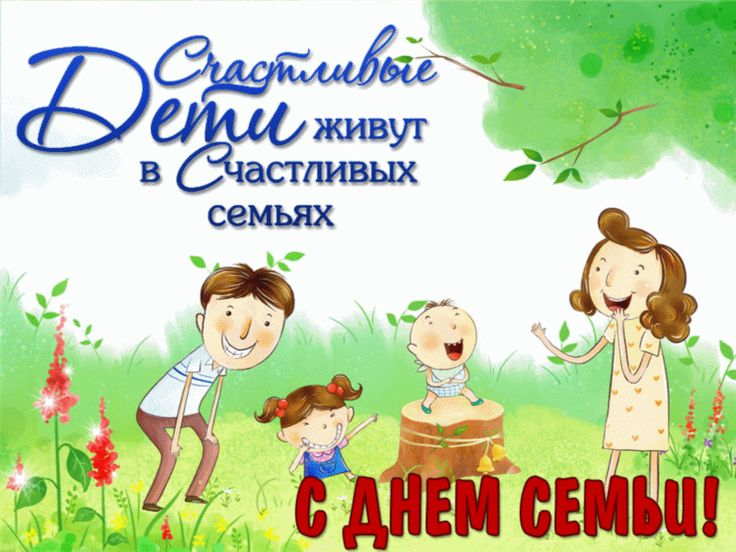 Счастливые
Дети живут
в Счастливых
семьях
С ДНЕМ СЕМЬИ!